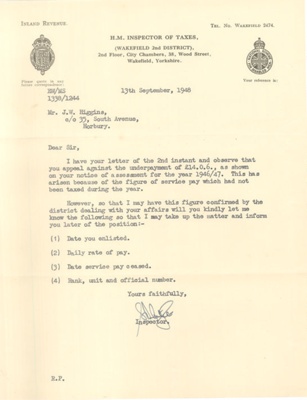 INLAND REVENUE.
TEL. NO. WAKEFIELD 2474.
H.M. INSPECTOR OF TAXES,
(WAKEFIELD 2nd DISTRICT),
2nd Floor, City Chambers, 38, Wood Street,
Wakefield, Yorkshire.
Please quote in any
future correspondence:
Your reference is:
1338/1244
13th September, 1948
Mr. J.W. Higgins,
c/o 35, South Avenue,
Horbury.
Dear Sir,
I have your letter of the 2nd instant and observe that
you appeal against the underpayment of £14.0.6., as shown
on your notice of assessment for the year 1946/47. This has
arisen because of the figure of service pay which had not
been taxed during the year.
However, so that I may have this figure confirmed by the
district dealing with your affairs will you kindly let me
know the following so that I may take up the matter and inform
you later of the position:-
(1) Date you enlisted.
(2) Daily rate of pay.
(3) Date service pay ceased.
(4) Rank, unit and official number.
Yours faithfully,
Inspector.
R.F.